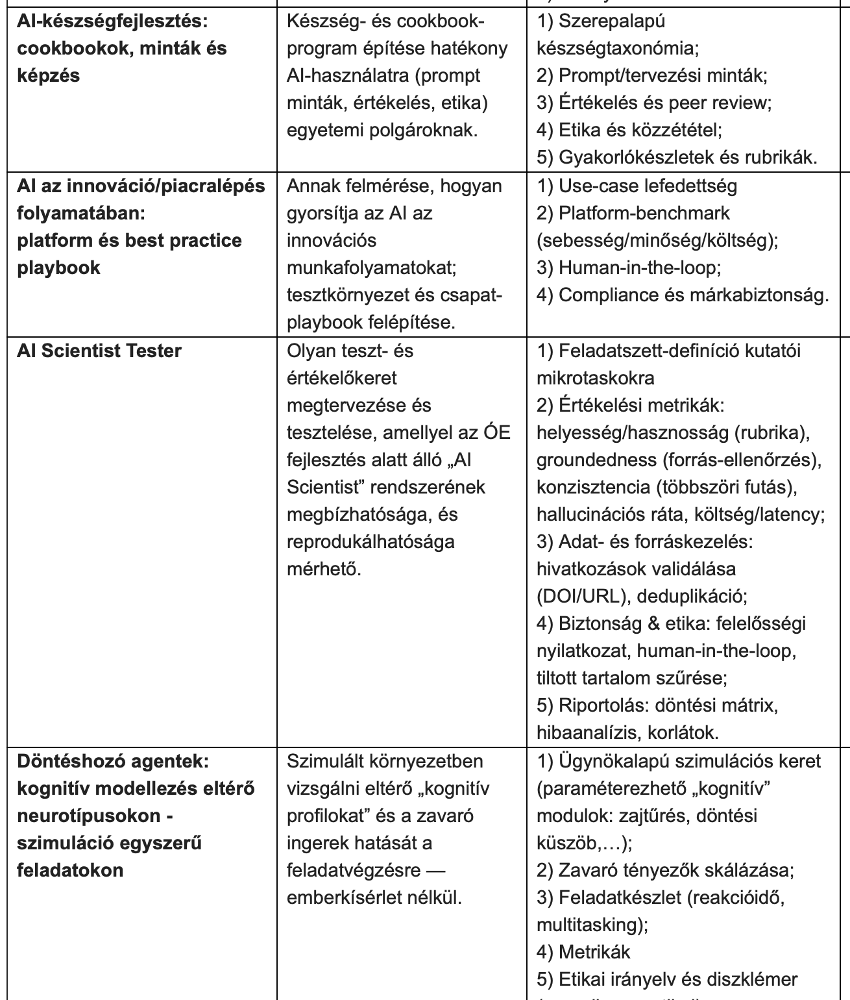 AI-készségfejlesztés:
cookbookok, minták és
képzés
Készség- és cookbook-
program építése hatékony
AI-használatra (prompt
minták, értékelés, etika)
egyetemi polgároknak.
1) Szerepalapú
készségtaxonómia;
2) Prompt/tervezési minták;
3) Értékelés és peer review;
4) Etika és közzététel;
5) Gyakorlókészletek és rubrikák.
AI az innováció/piacralépés
folyamatában:
platform és best practice
playbook
Annak felmérése, hogyan
gyorsítja az AI az
innovációs
munkafolyamatokat;
tesztkörnyezet és csapat-
playbook felépítése.
1) Use-case lefedettség
2) Platform-benchmark
(sebesség/minőség/költség);
3) Human-in-the-loop;
4) Compliance és márkabiztonság.
AI Scientist Tester
Olyan teszt- és
értékelőkeret
megtervezése és
tesztelése, amellyel az ÓE
fejlesztés alatt álló „AI
Scientist” rendszerének
megbízhatósága, és
reprodukálhatósága
mérhető.
1) Feladatszett-definíció kutatói
mikrotaskokra
2) Értékelési metrikák:
helyesség/hasznosság (rubrika),
groundedness (forrás-ellenőrzés),
konzisztencia (többszöri futás),
hallucinációs ráta, költség/latency;
3) Adat- és forráskezelés:
hivatkozások validálása
(DOI/URL), deduplikáció;
4) Biztonság & etika: felelősségi
nyilatkozat, human-in-the-loop,
tiltott tartalom szűrése;
5) Riportolás: döntési mátrix,
hibaanalízis, korlátok.
Döntéshozó agentek:
kognitív modellezés eltérő
neurotípusokon -
szimuláció egyszerű
feladatokon
Szimulált környezetben
vizsgálni eltérő „kognitív
profilokat” és a zavaró
ingerek hatását a
feladatvégzésre —
emberkísérlet nélkül.
1) Ügynökalapú szimulációs keret
(paraméterezhető „kognitív”
modulok: zajtűrés, döntési
küszöb,…);
2) Zavaró tényezők skálázása;
3) Feladatkészlet (reakcióidő,
multitasking);
4) Metrikák
5) Etikai irányelv és diszklémer